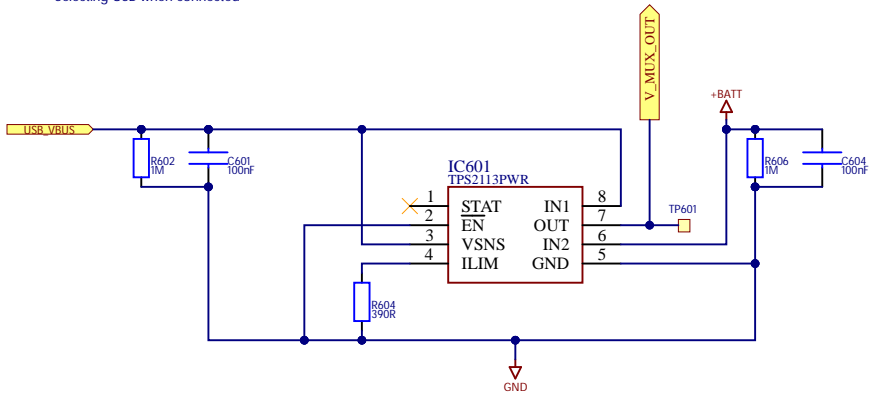 V_MUX_OUT
+BATT
USB_VBUS
R602
1M
C601
100nF
IC601
TPS2113PWR
R606
1M
C604
100nF
1 STAT IN1 8
2 EN OUT 7
3 VSNS IN2 6
4 ILIM GND 5
TP601
R604
390R
GND